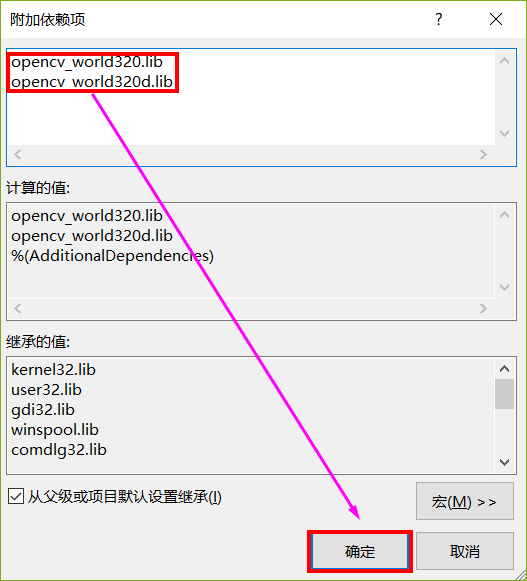 附加依赖项
?
opencv_world320.lib
opencv_world320d.lib
计算的值:
opencv_world320.lib
opencv_world320d.lib
%(AdditionalDependencies)
继承的值:
kernel32.lib
user32.lib
gdi32.lib
winspool.lib
comdlg32.lib
从父级或项目默认设置继承(I)
宏(M) >>
确定
取消